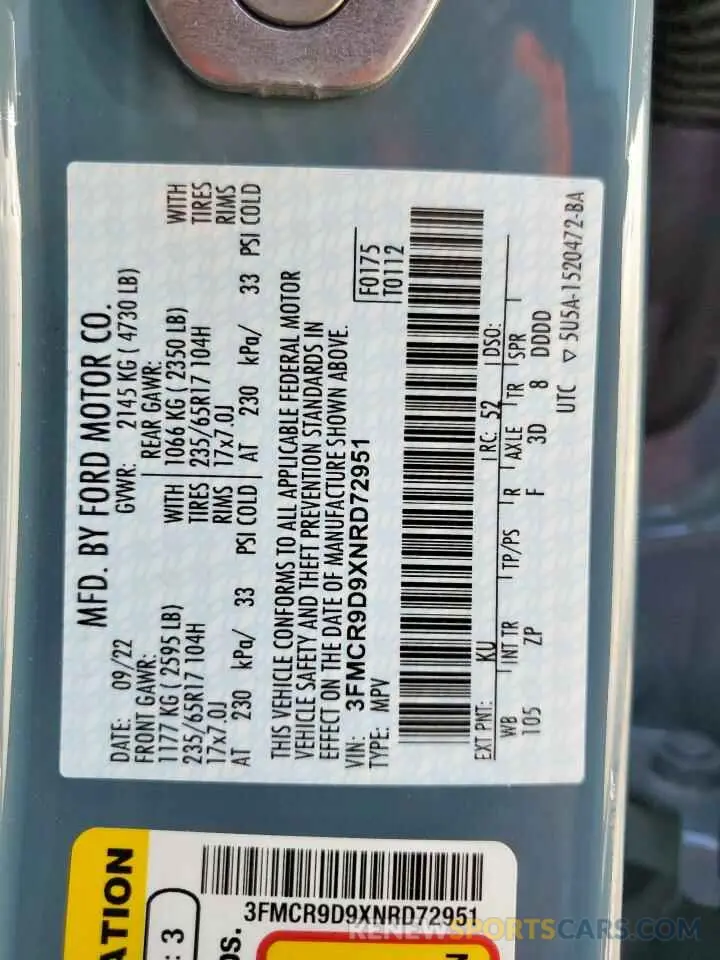 MFD. BY FORD MOTOR CO.
DATE: 09/22 GVWR: 2145 KG ( 4730 LB)
FRONT GAWR: REAR GAWR:
1177 KG ( 2595 LB) WITH 1066 KG ( 2350 LB) WITH
235/65R17 104H TIRES 235/65R17 104H TIRES
17x7.0J RIMS 17x7.0J RIMS
AT 230 kPa/ 33 PSI COLD AT 230 kPa/ 33 PSI COLD
THIS VEHICLE CONFORMS TO ALL APPLICABLE FEDERAL MOTOR
VEHICLE SAFETY AND THEFT PREVENTION STANDARDS IN
EFFECT ON THE DATE OF MANUFACTURE SHOWN ABOVE.
VIN: 3FMCR9D9XNRD72951 F0175
TYPE: MPV T0112
EXT PNT: KU RC: 52 DSO:
WB INT TR TP/PS R AXLE TR SPR
105 ZP F 3D 8 DDDD
UTC ▽ 5U5A-1520472-BA
ATION
: 3
os.
3FMCR9D9XNRD72951
RENEWSPORTSCARS.COM